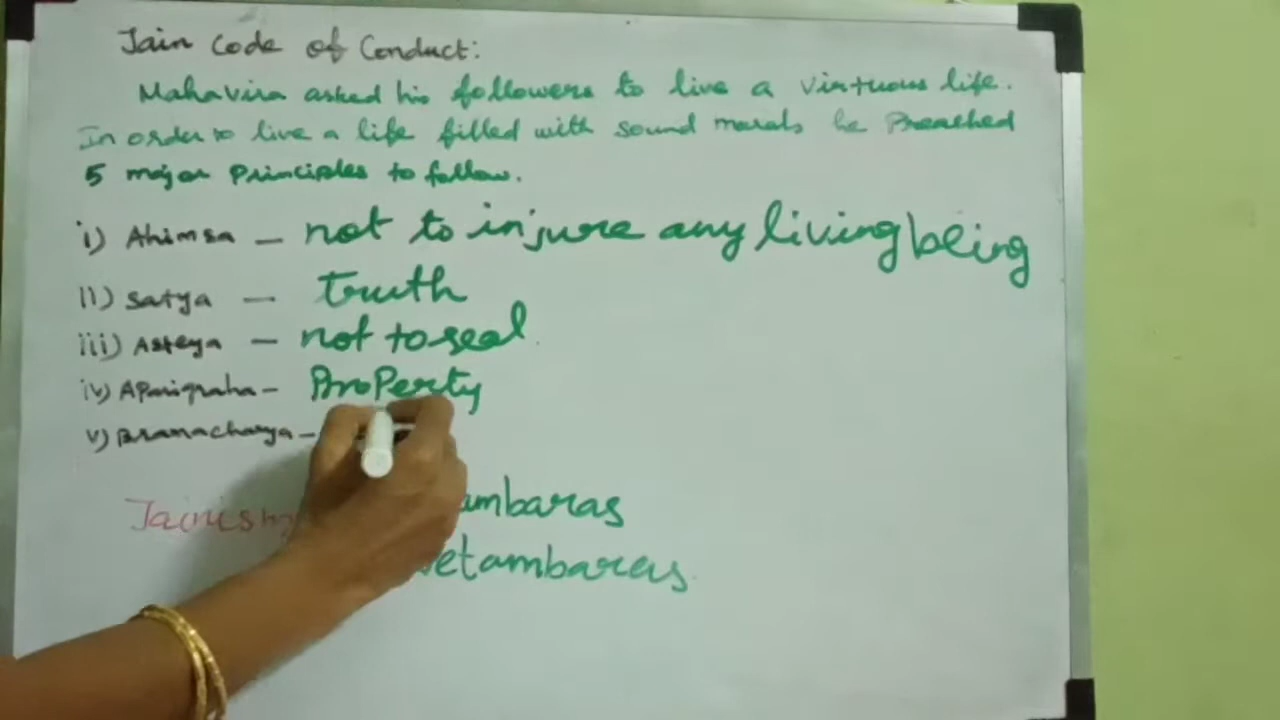 Jain Code of Conduct:
Mahavira asked his followers to live a virtuous life.
In order to live a life filled with sound morals he Preached
5 major Principles to follow.
i) Ahimsa - not to injure any living being
ii) Satya - truth
iii) Asteya - not to seal
iv) Aparigraha - ProPerty
v) Bramacharya -
Jainism ambaras
vetambaras